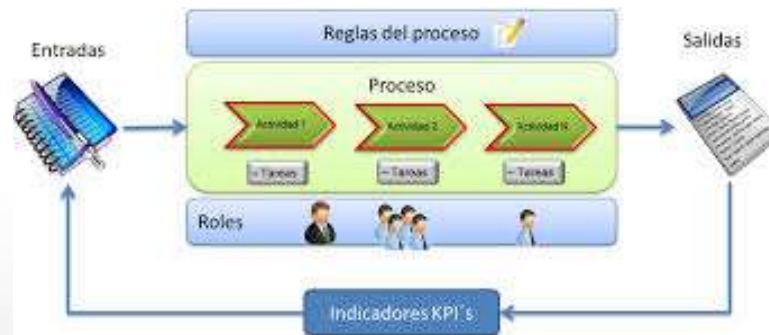 Entradas
Reglas del proceso
Salidas
Proceso
Actividad 1
Actividad 2
Actividad N
- Tareas
- Tareas
- Tareas
Roles
Indicadores KPI´s